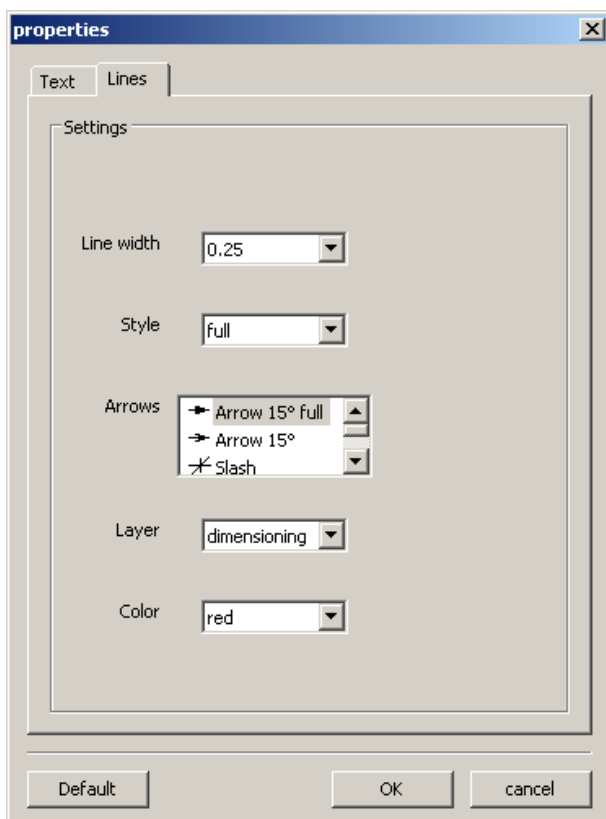 properties
Text Lines
Settings
Line width 0.25
Style full
Arrows Arrow 15° full
Arrow 15°
Slash
Layer dimensioning
Color red
Default OK cancel